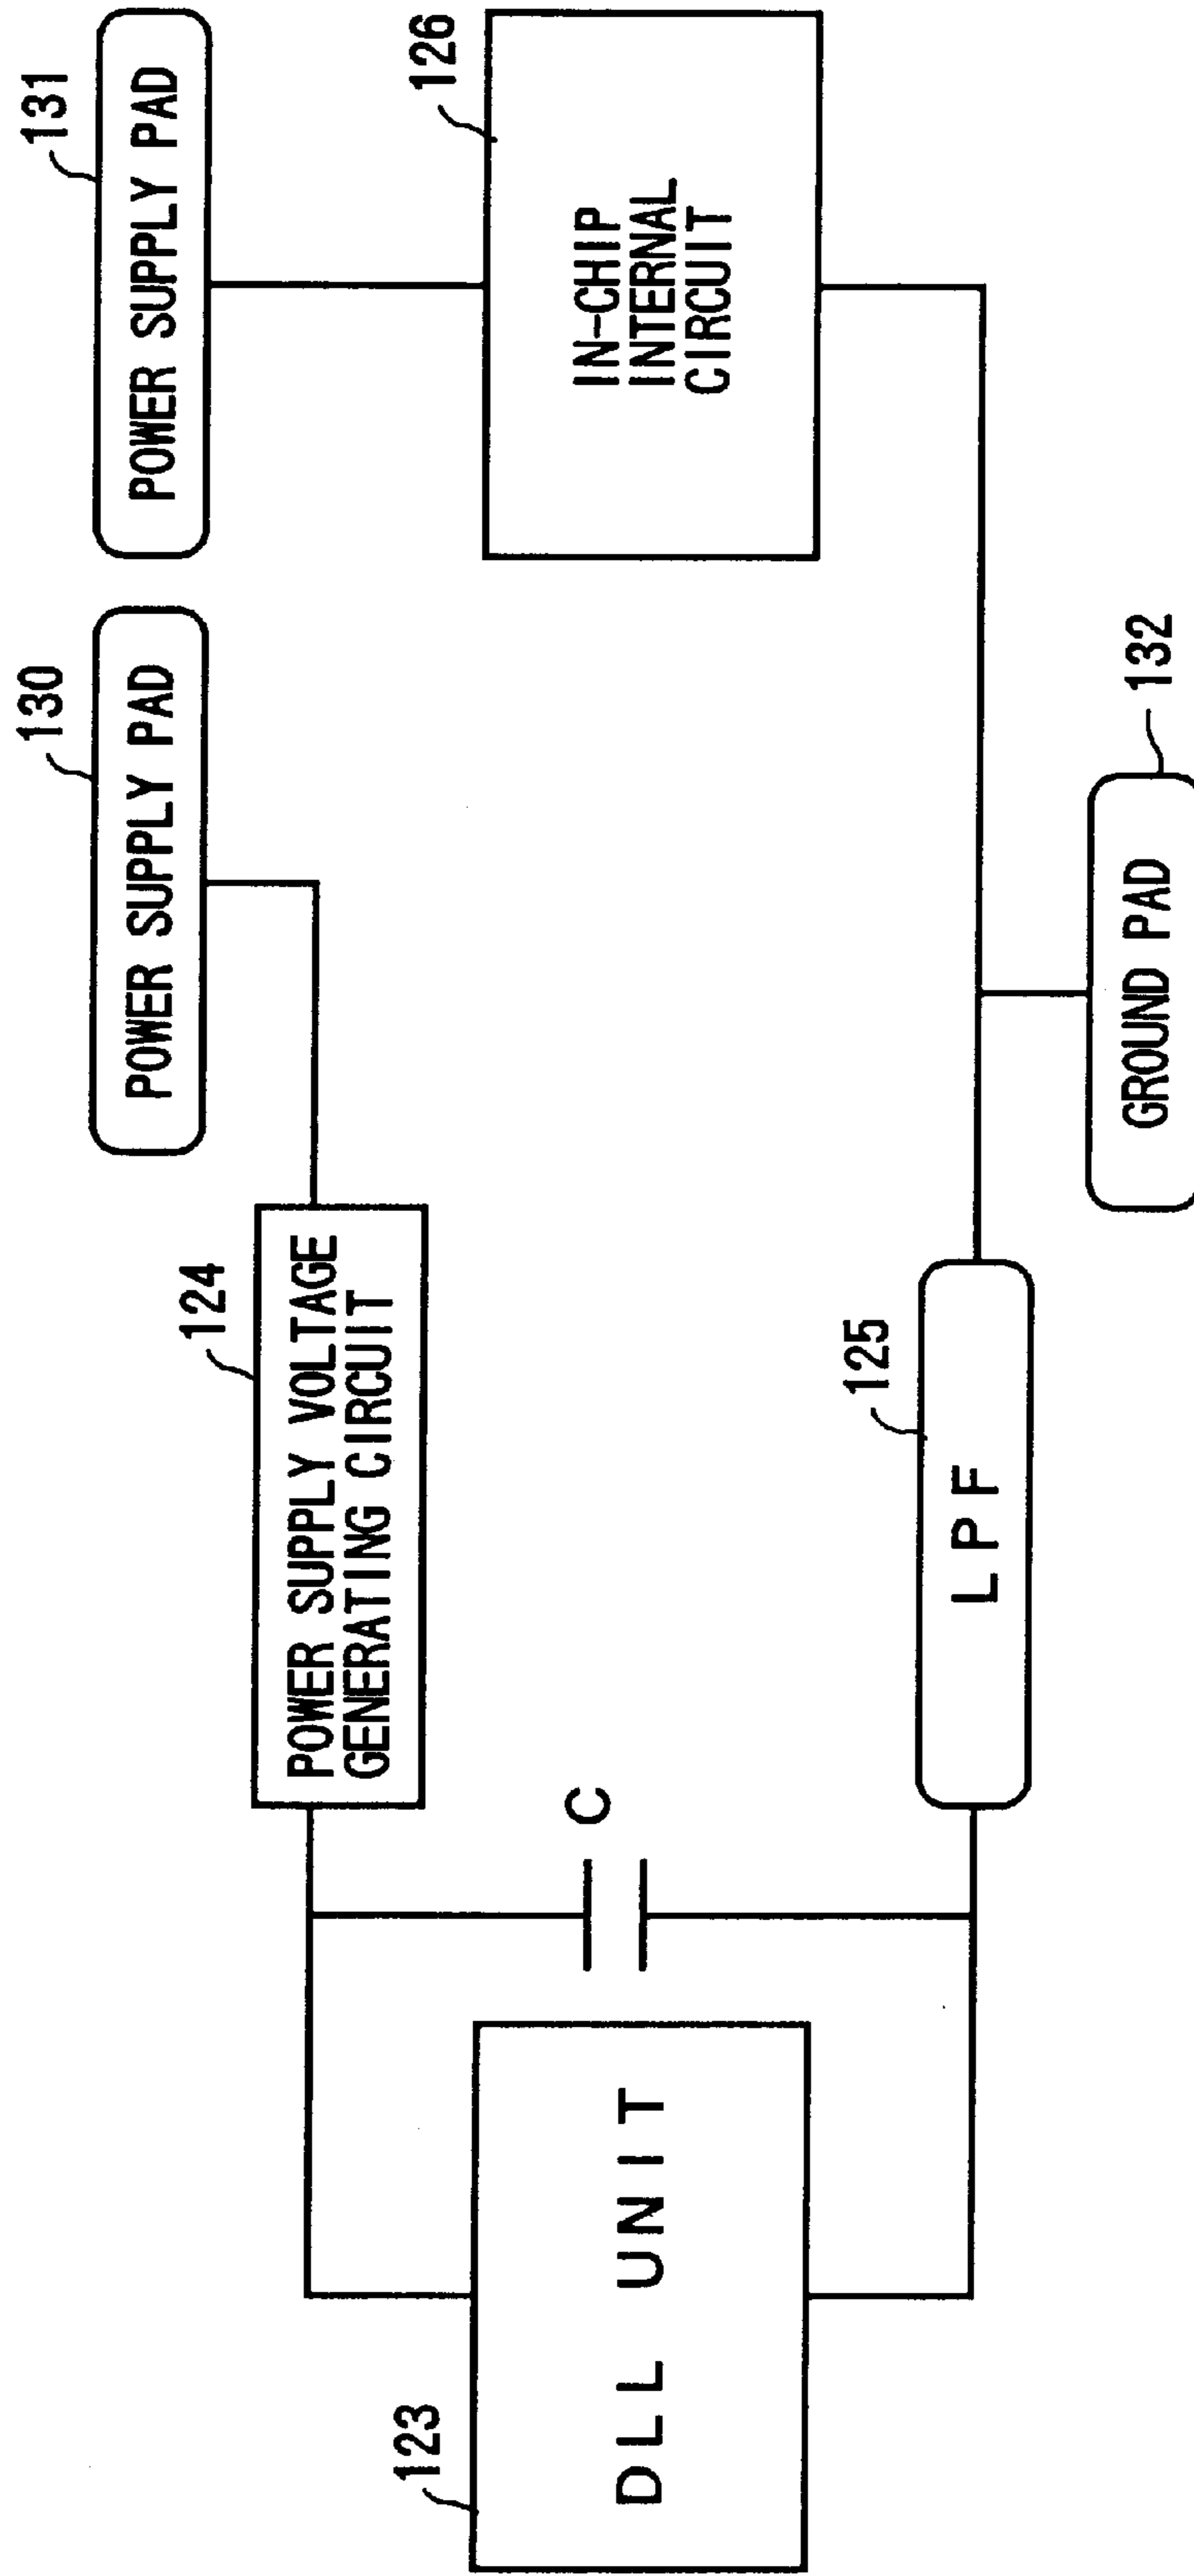 130
POWER SUPPLY PAD
131
POWER SUPPLY PAD
124
POWER SUPPLY VOLTAGE
GENERATING CIRCUIT
126
IN-CHIP
INTERNAL
CIRCUIT
123
DLL UNIT
C
125
LPF
GROUND PAD
132